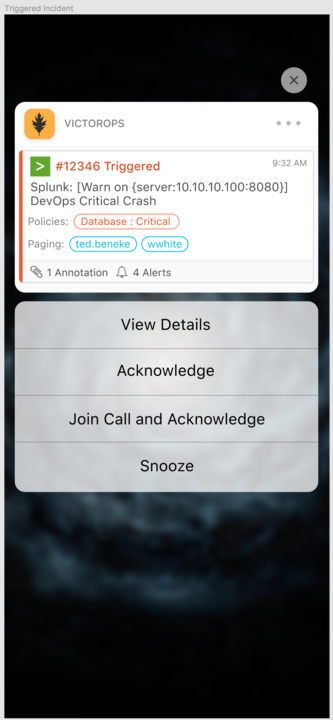 Triggered Incident
VICTOROPS
#12346 Triggered
9:32 AM
Splunk: [Warn on {server:10.10.10.100:8080}]
DevOps Critical Crash
Policies: Database : Critical
Paging: ted.beneke wwhite
1 Annotation 4 Alerts
View Details
Acknowledge
Join Call and Acknowledge
Snooze